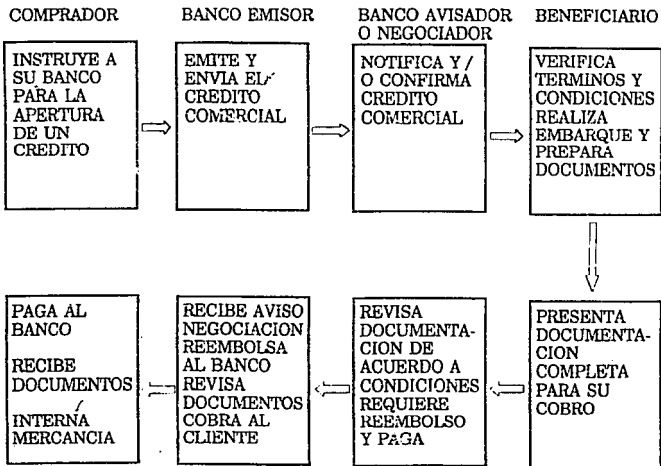 COMPRADOR
BANCO EMISOR
BANCO AVISADOR
O NEGOCIADOR
BENEFICIARIO
INSTRUYE A
SU BANCO
PARA LA
APERTURA
DE UN
CREDITO
EMITE Y
ENVIA EL
CREDITO
COMERCIAL
NOTIFICA Y/
O CONFIRMA
CREDITO
COMERCIAL
VERIFICA
TERMINOS Y
CONDICIONES
REALIZA
EMBARQUE Y
PREPARA
DOCUMENTOS
PAGA AL
BANCO
RECIBE
DOCUMENTOS
INTERNA
MERCANCIA
RECIBE AVISO
NEGOCIACION
REEMBOLSA
AL BANCO
REVISA
DOCUMENTOS
COBRA AL
CLIENTE
REVISA
DOCUMENTA-
CION DE
ACUERDO A
CONDICIONES
REQUIERE
REEMBOLSO
Y PAGA
PRESENTA
DOCUMENTA-
CION
COMPLETA
PARA SU
COBRO